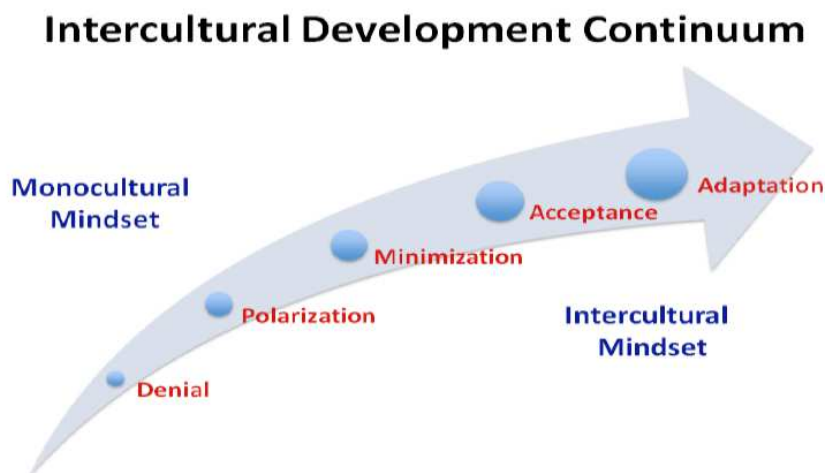 Intercultural Development Continuum
Monocultural
Mindset
Adaptation
Acceptance
Minimization
Polarization
Intercultural
Mindset
Denial